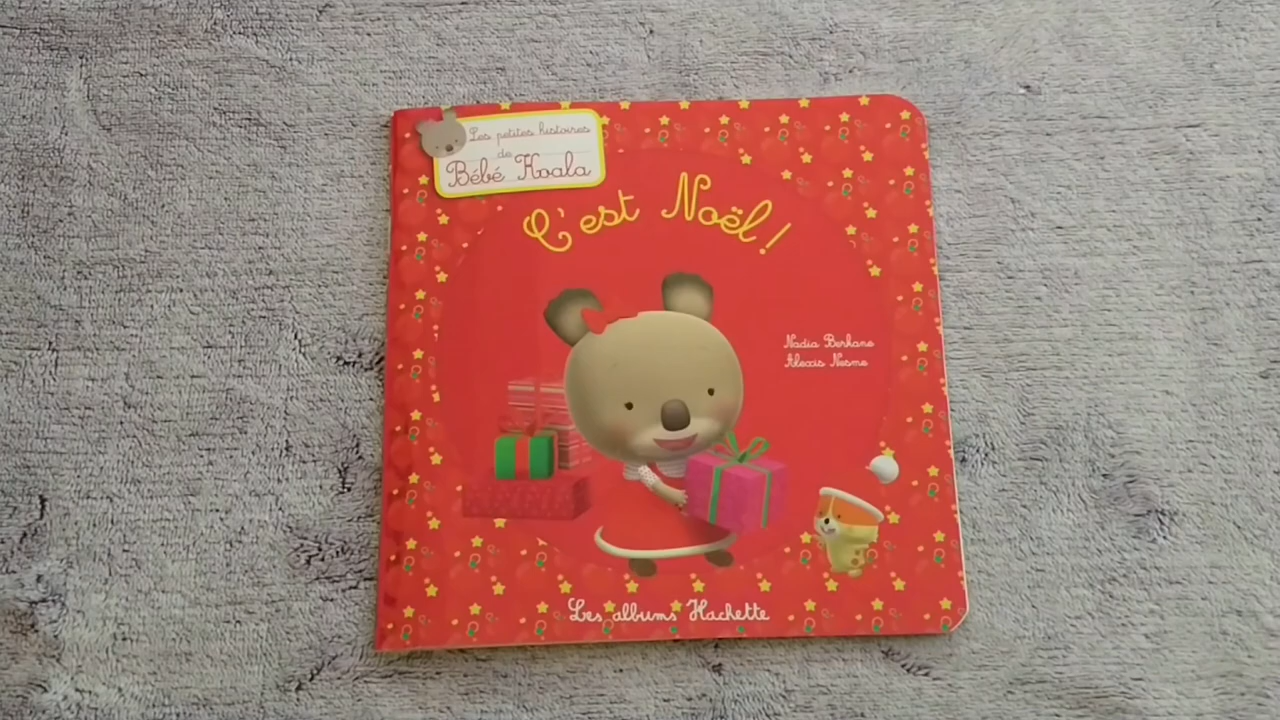 Les petites histoires
de
Bébé Koala
C'est Noël !
Nadia Berkane
Alexis Nesme
Les albums Hachette